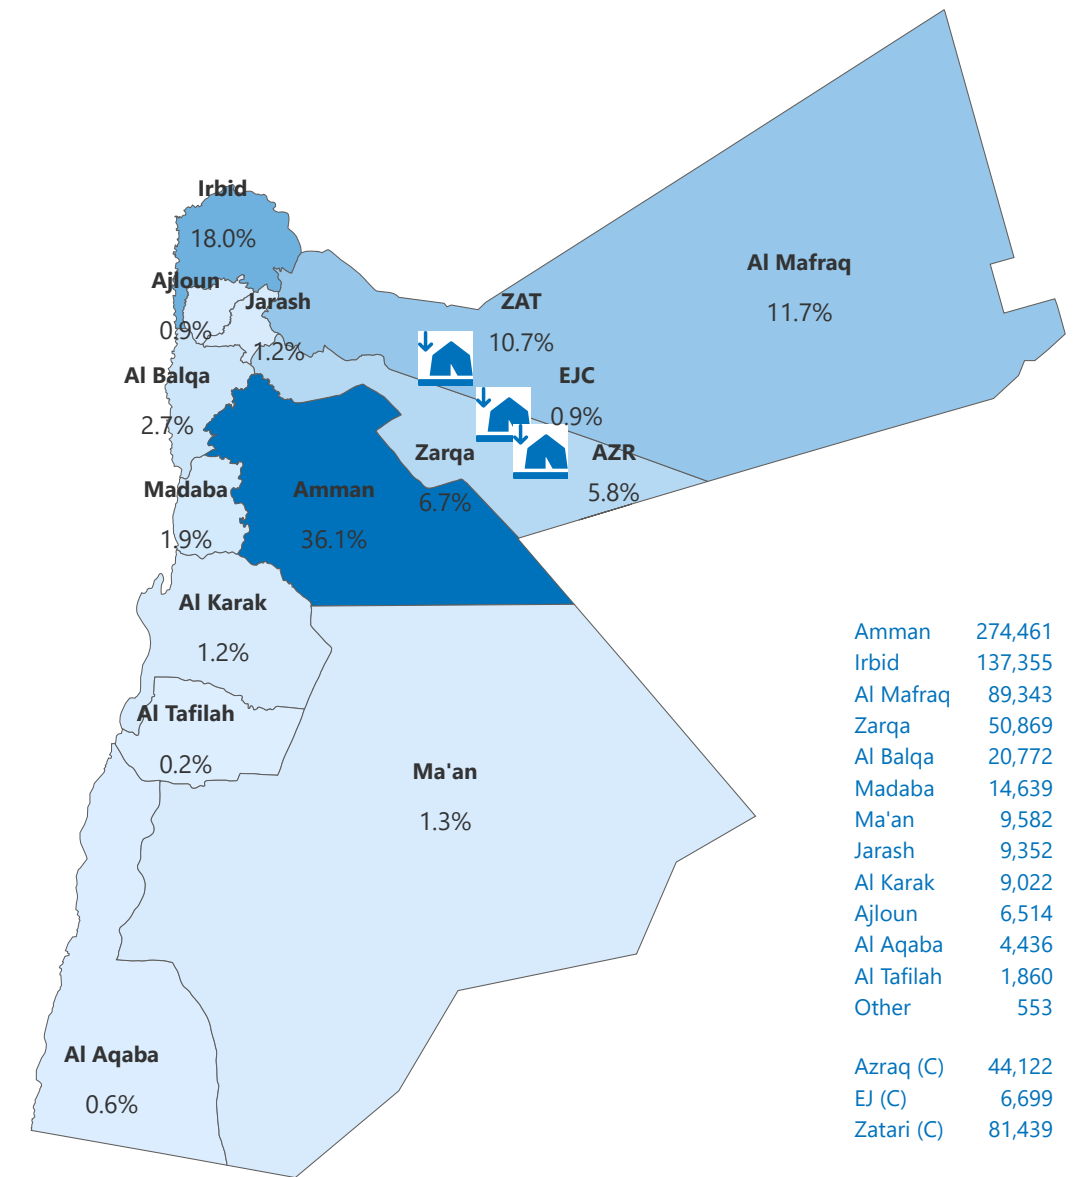 Irbid
18.0%
Al Mafraq
11.7%
Ajloun
0.9%
Jarash
1.2%
ZAT
10.7%
Al Balqa
2.7%
EJC
0.9%
Zarqa
6.7%
AZR
5.8%
Madaba
1.9%
Amman
36.1%
Al Karak
1.2%
Al Tafilah
0.2%
Ma'an
1.3%
Al Aqaba
0.6%
Amman 274,461
Irbid 137,355
Al Mafraq 89,343
Zarqa 50,869
Al Balqa 20,772
Madaba 14,639
Ma'an 9,582
Jarash 9,352
Al Karak 9,022
Ajloun 6,514
Al Aqaba 4,436
Al Tafilah 1,860
Other 553
Azraq (C) 44,122
EJ (C) 6,699
Zatari (C) 81,439